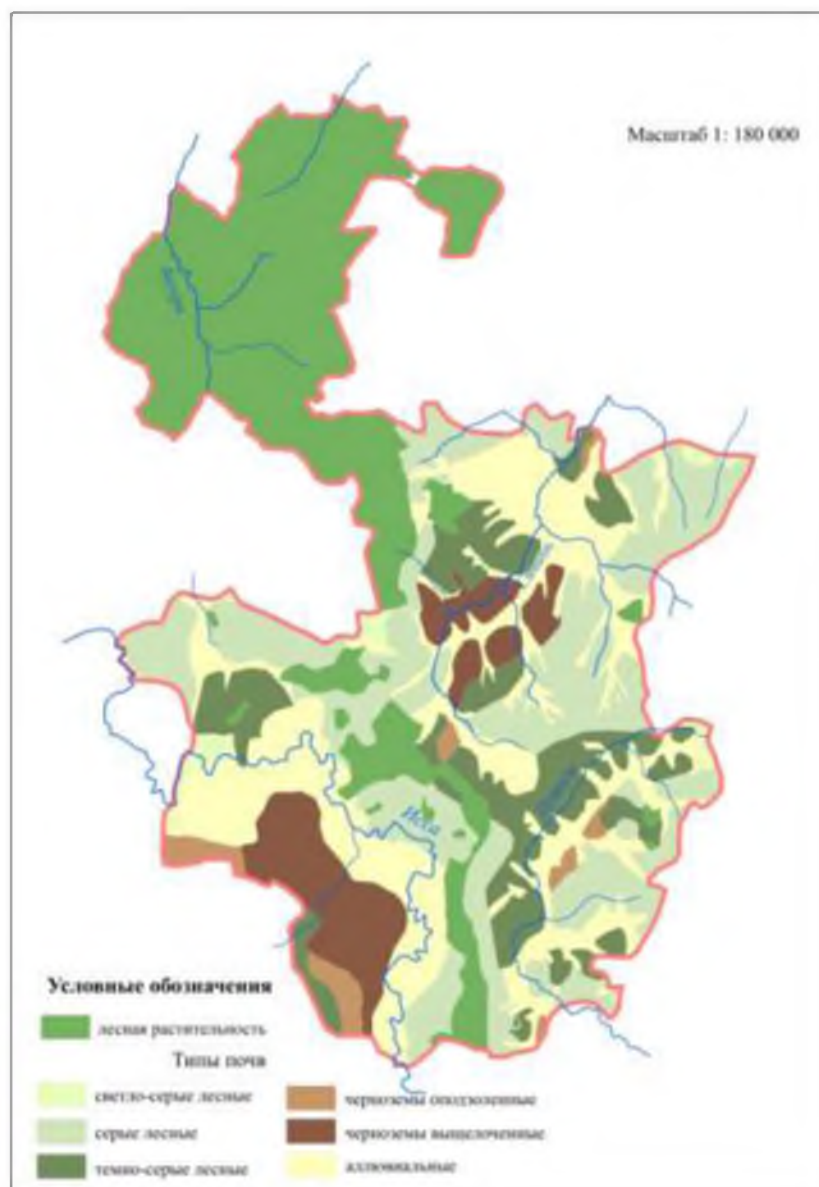 Масштаб 1: 180 000
Исса
Условные обозначения
лесная растительность
Типы почв
светло-серые лесные
серые лесные
темно-серые лесные
черноземы оподзоленные
черноземы выщелоченные
аллювиальные